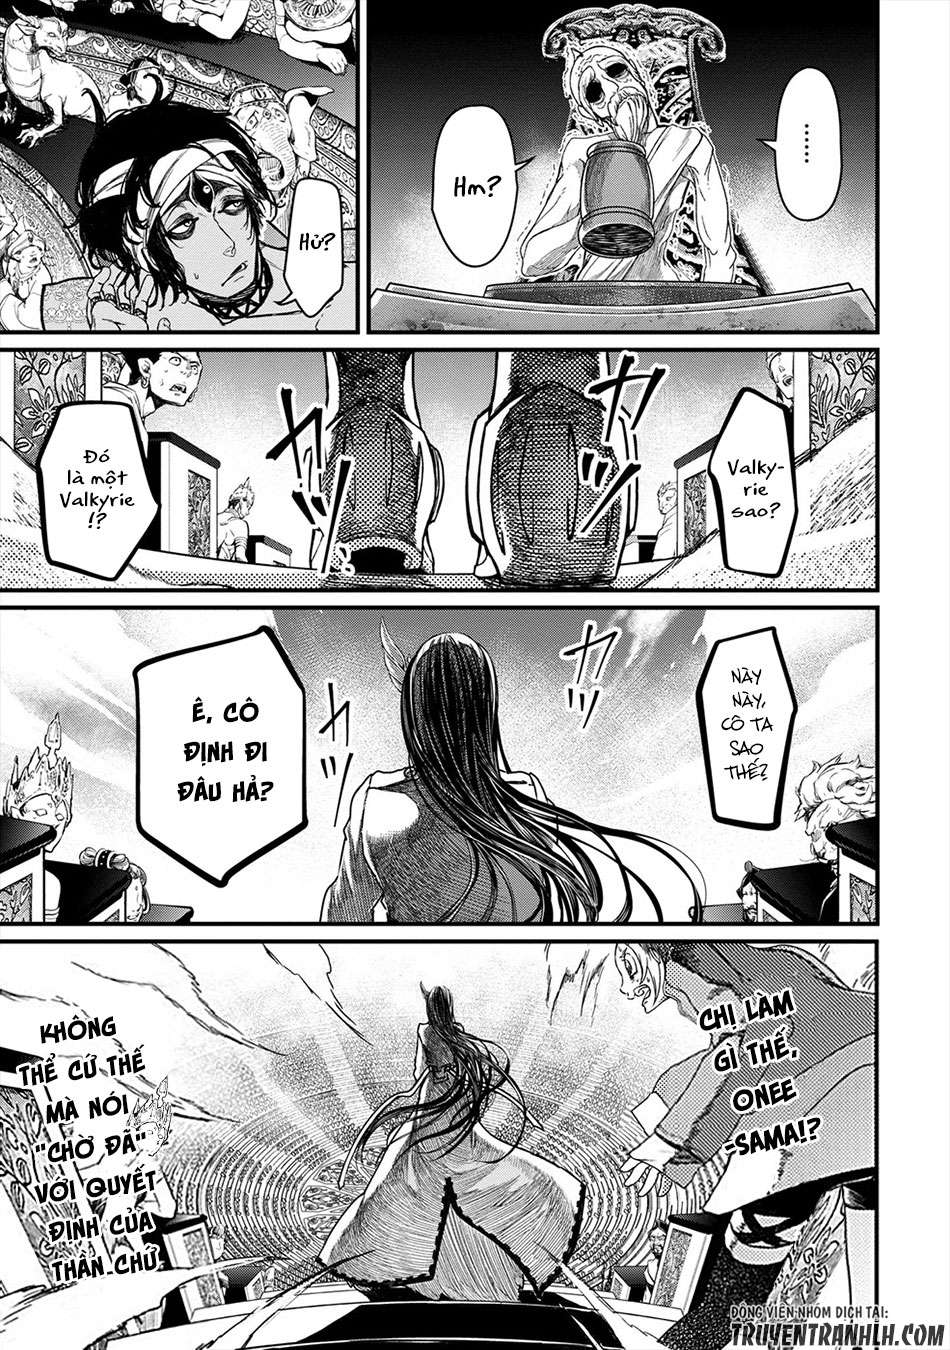 ......
Hm?
Hử?
Valky-
rie
sao?
Đó
là một
Valkyrie
!?
Này
này,
cô ta
sao
thế?
Ê, CÔ
ĐỊNH ĐI
ĐÂU HẢ?
CHỊ LÀM
GÌ THẾ,
ONEE
-SAMA!?
KHÔNG
THỂ CỨ THẾ
MÀ NÓI
"CHỜ ĐÃ"
VỚI QUYẾT
ĐỊNH CỦA
THẦN CHỨ
ĐỘNG VIÊN NHÓM DỊCH TẠI:
TRUYENTRANHLH.COM